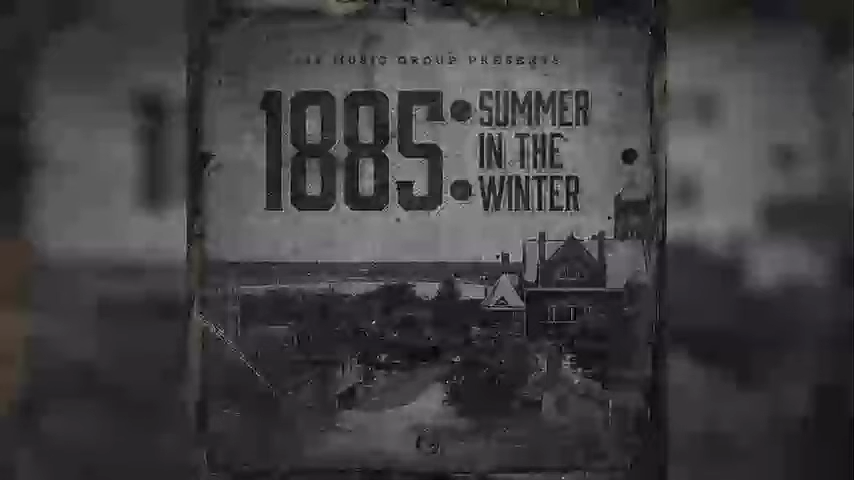 MUSIC GROUP PRESENTS
1885:
SUMMER
IN THE
WINTER